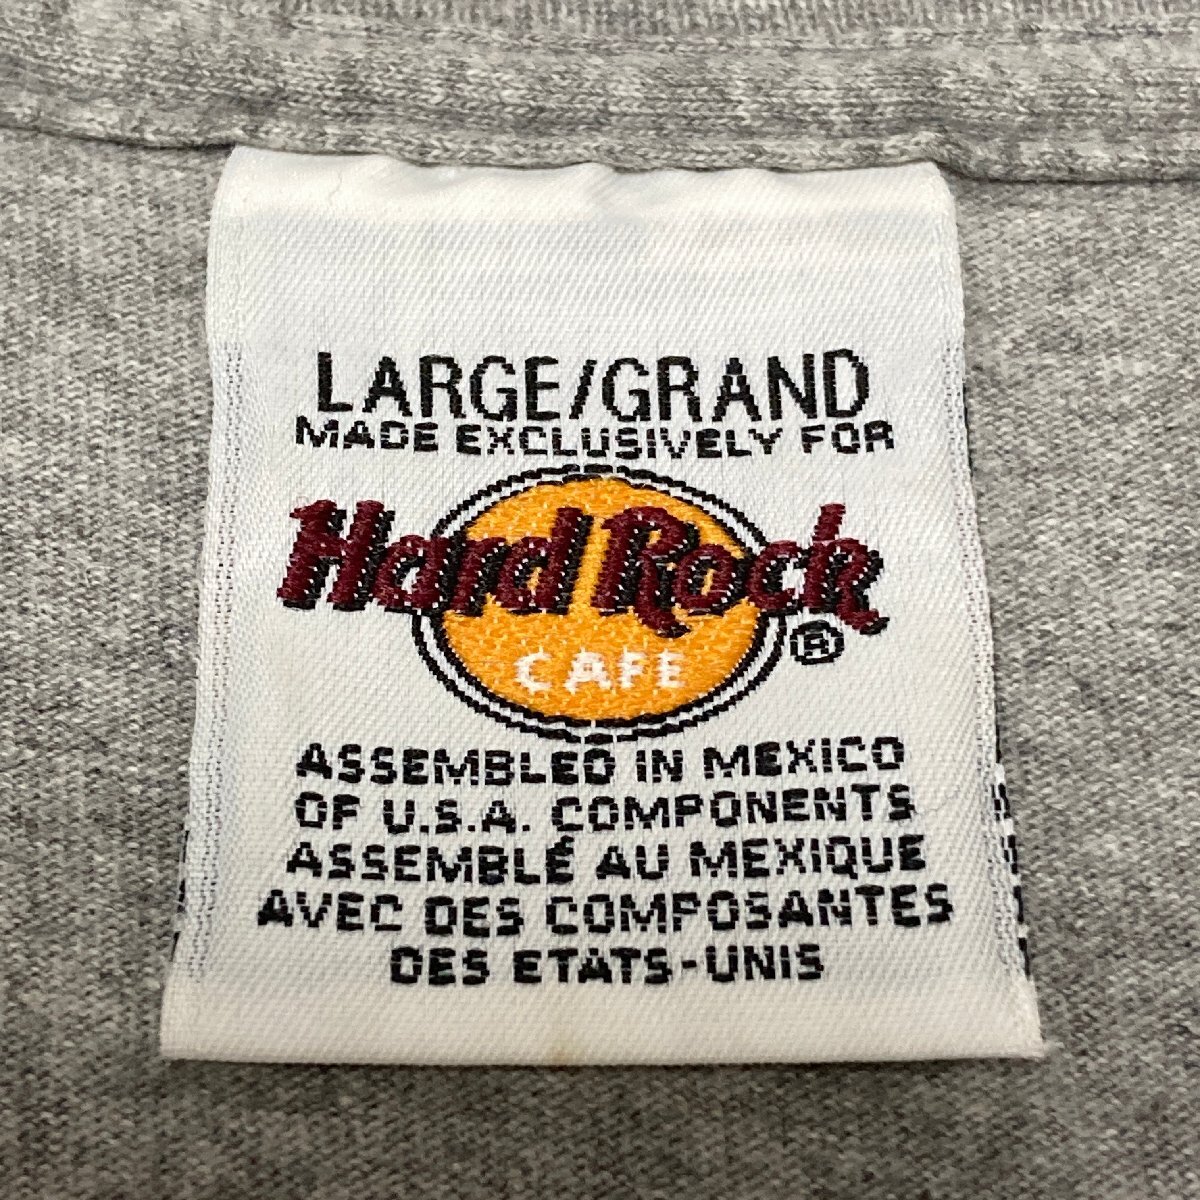 LARGE/GRAND
MADE EXCLUSIVELY FOR
Hard Rock
CAFE ®
ASSEMBLED IN MEXICO
OF U.S.A. COMPONENTS
ASSEMBLÉ AU MEXIQUE
AVEC DES COMPOSANTES
DES ETATS-UNIS